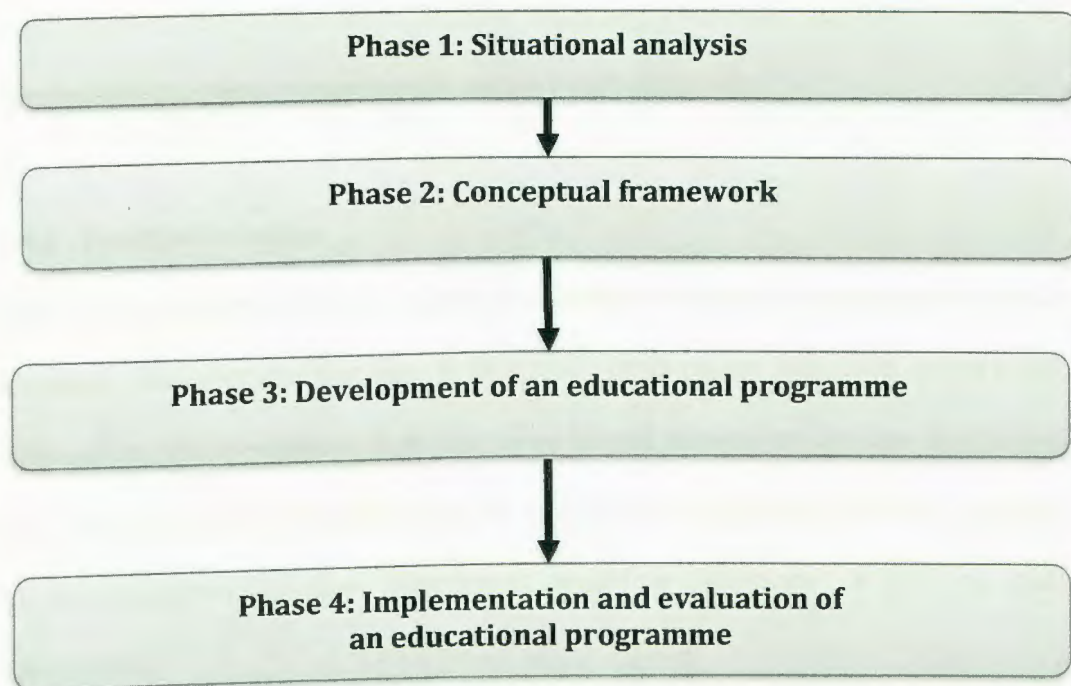 Phase 1: Situational analysis
Phase 2: Conceptual framework
Phase 3: Development of an educational programme
Phase 4: Implementation and evaluation of
an educational programme